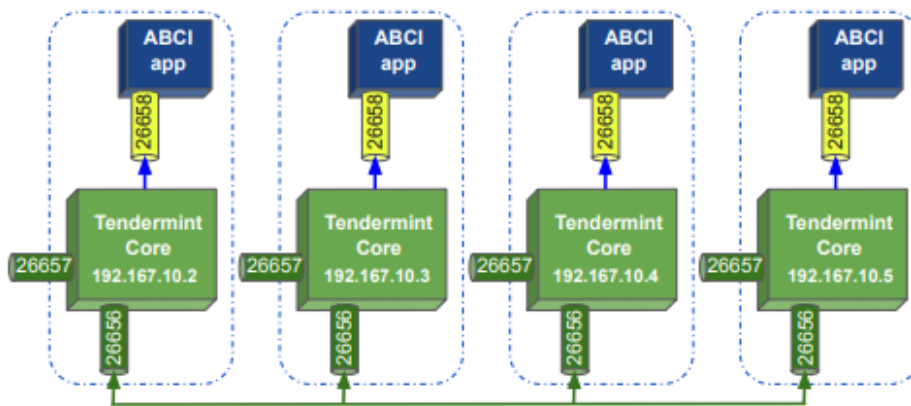 ABCI
app
26658
Tendermint
Core
192.167.10.2
26657
26656
ABCI
app
26658
Tendermint
Core
192.167.10.3
26657
26656
ABCI
app
26658
Tendermint
Core
192.167.10.4
26657
26656
ABCI
app
26658
Tendermint
Core
192.167.10.5
26657
26656